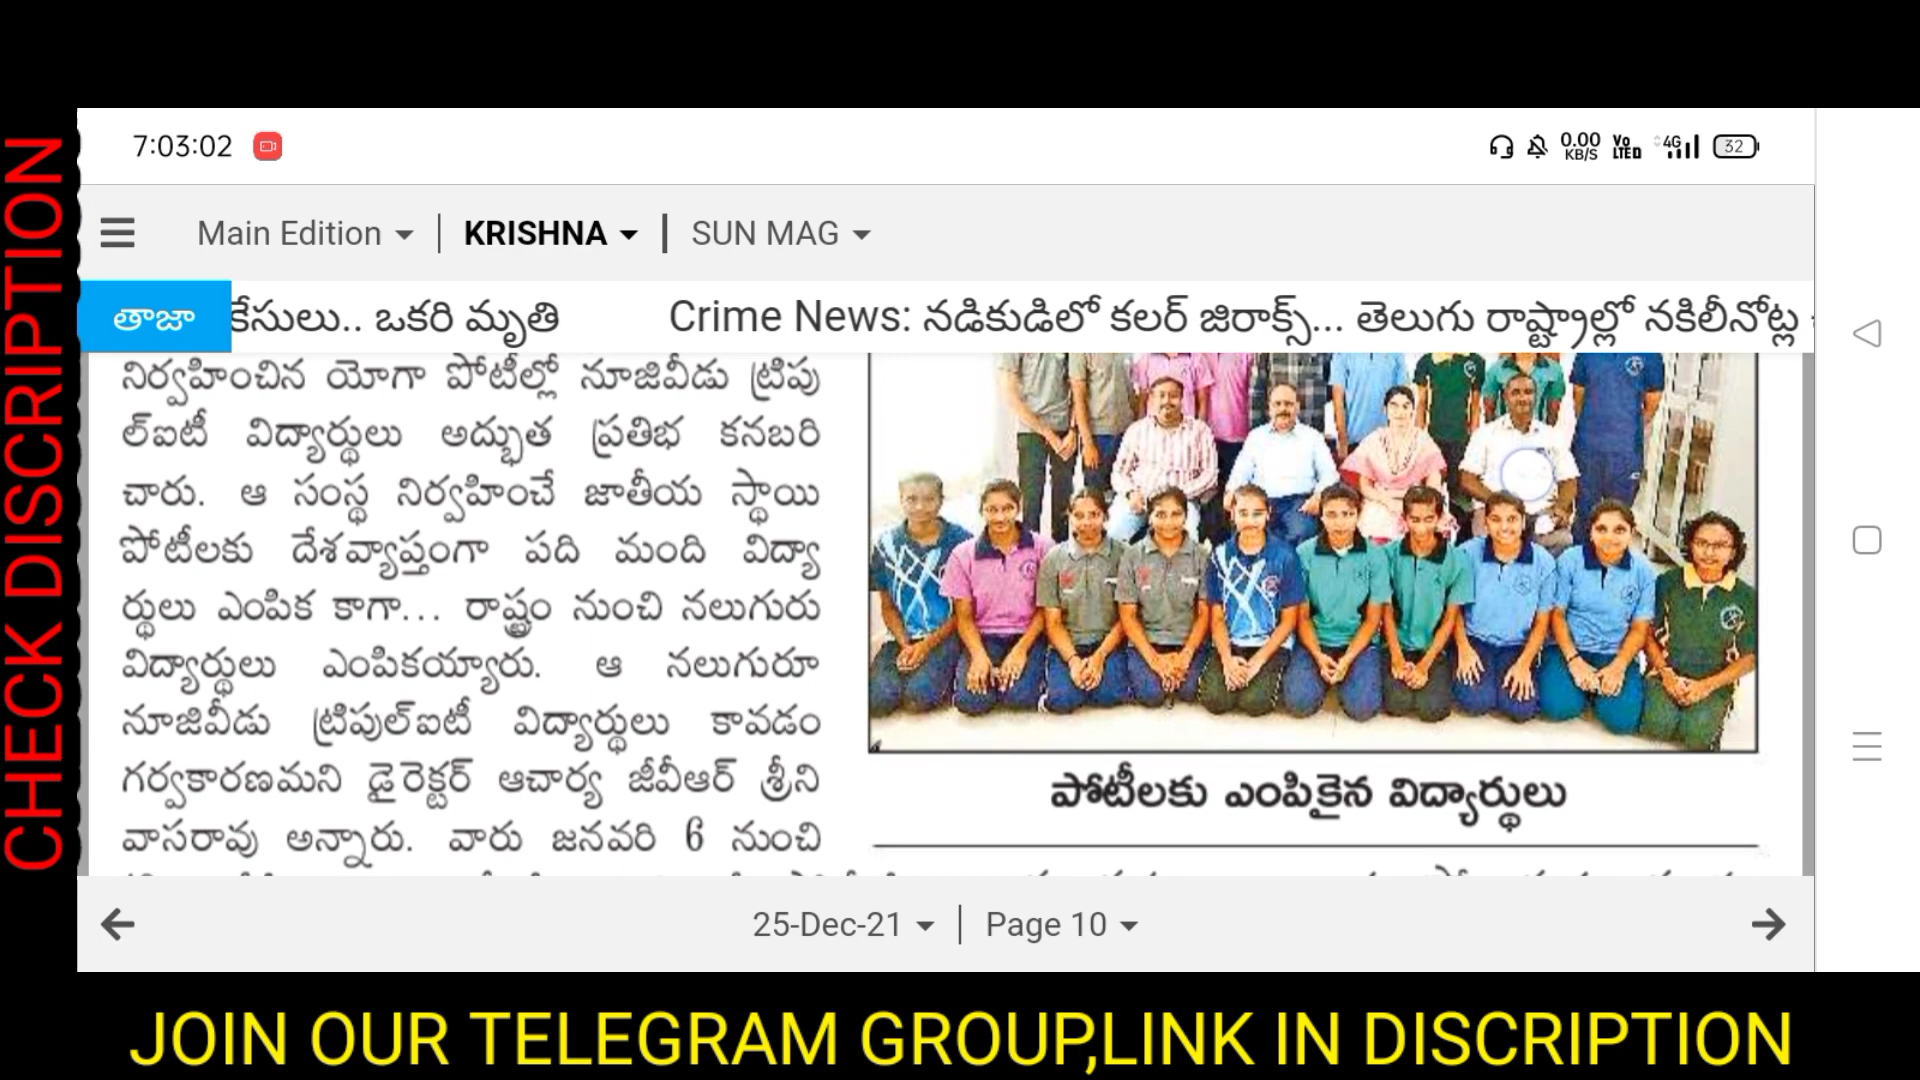 CHECK DISCRIPTION
7:03:02
0.00 KB/S
Vo LTE
4G
32
Main Edition | KRISHNA | SUN MAG
తాజా
కేసులు.. ఒకరి మృతి Crime News: నడికుడిలో కలర్ జిరాక్స్... తెలుగు రాష్ట్రాల్లో నకిలీనోట్ల
నిర్వహించిన యోగా పోటీల్లో నూజివీడు ట్రిపు
ల్ఐటీ విద్యార్థులు అద్భుత ప్రతిభ కనబరి
చారు. ఆ సంస్థ నిర్వహించే జాతీయ స్థాయి
పోటీలకు దేశవ్యాప్తంగా పది మంది విద్యా
ర్థులు ఎంపిక కాగా... రాష్ట్రం నుంచి నలుగురు
విద్యార్థులు ఎంపికయ్యారు. ఆ నలుగురూ
నూజివీడు ట్రిపుల్ఐటీ విద్యార్థులు కావడం
గర్వకారణమని డైరెక్టర్ ఆచార్య జీవీఆర్ శ్రీని
వాసరావు అన్నారు. వారు జనవరి 6 నుంచి
పోటీలకు ఎంపికైన విద్యార్థులు
25-Dec-21 | Page 10
JOIN OUR TELEGRAM GROUP,LINK IN DISCRIPTION